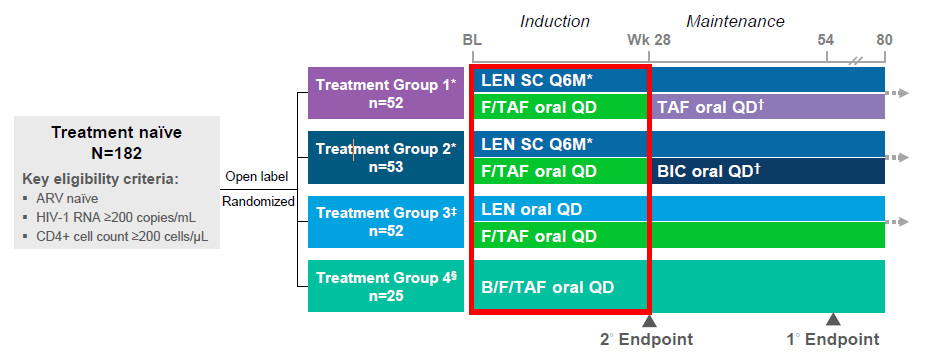 Induction
Maintenance
BL
Wk 28
54
80
Treatment naïve
N=182
Key eligibility criteria:
▪ ARV naïve
▪ HIV-1 RNA ≥200 copies/mL
▪ CD4+ cell count ≥200 cells/μL
Open label
Randomized
Treatment Group 1*
n=52
LEN SC Q6M*
F/TAF oral QD
TAF oral QD†
Treatment Group 2*
n=53
LEN SC Q6M*
F/TAF oral QD
BIC oral QD†
Treatment Group 3‡
n=52
LEN oral QD
F/TAF oral QD
Treatment Group 4§
n=25
B/F/TAF oral QD
2° Endpoint
1° Endpoint